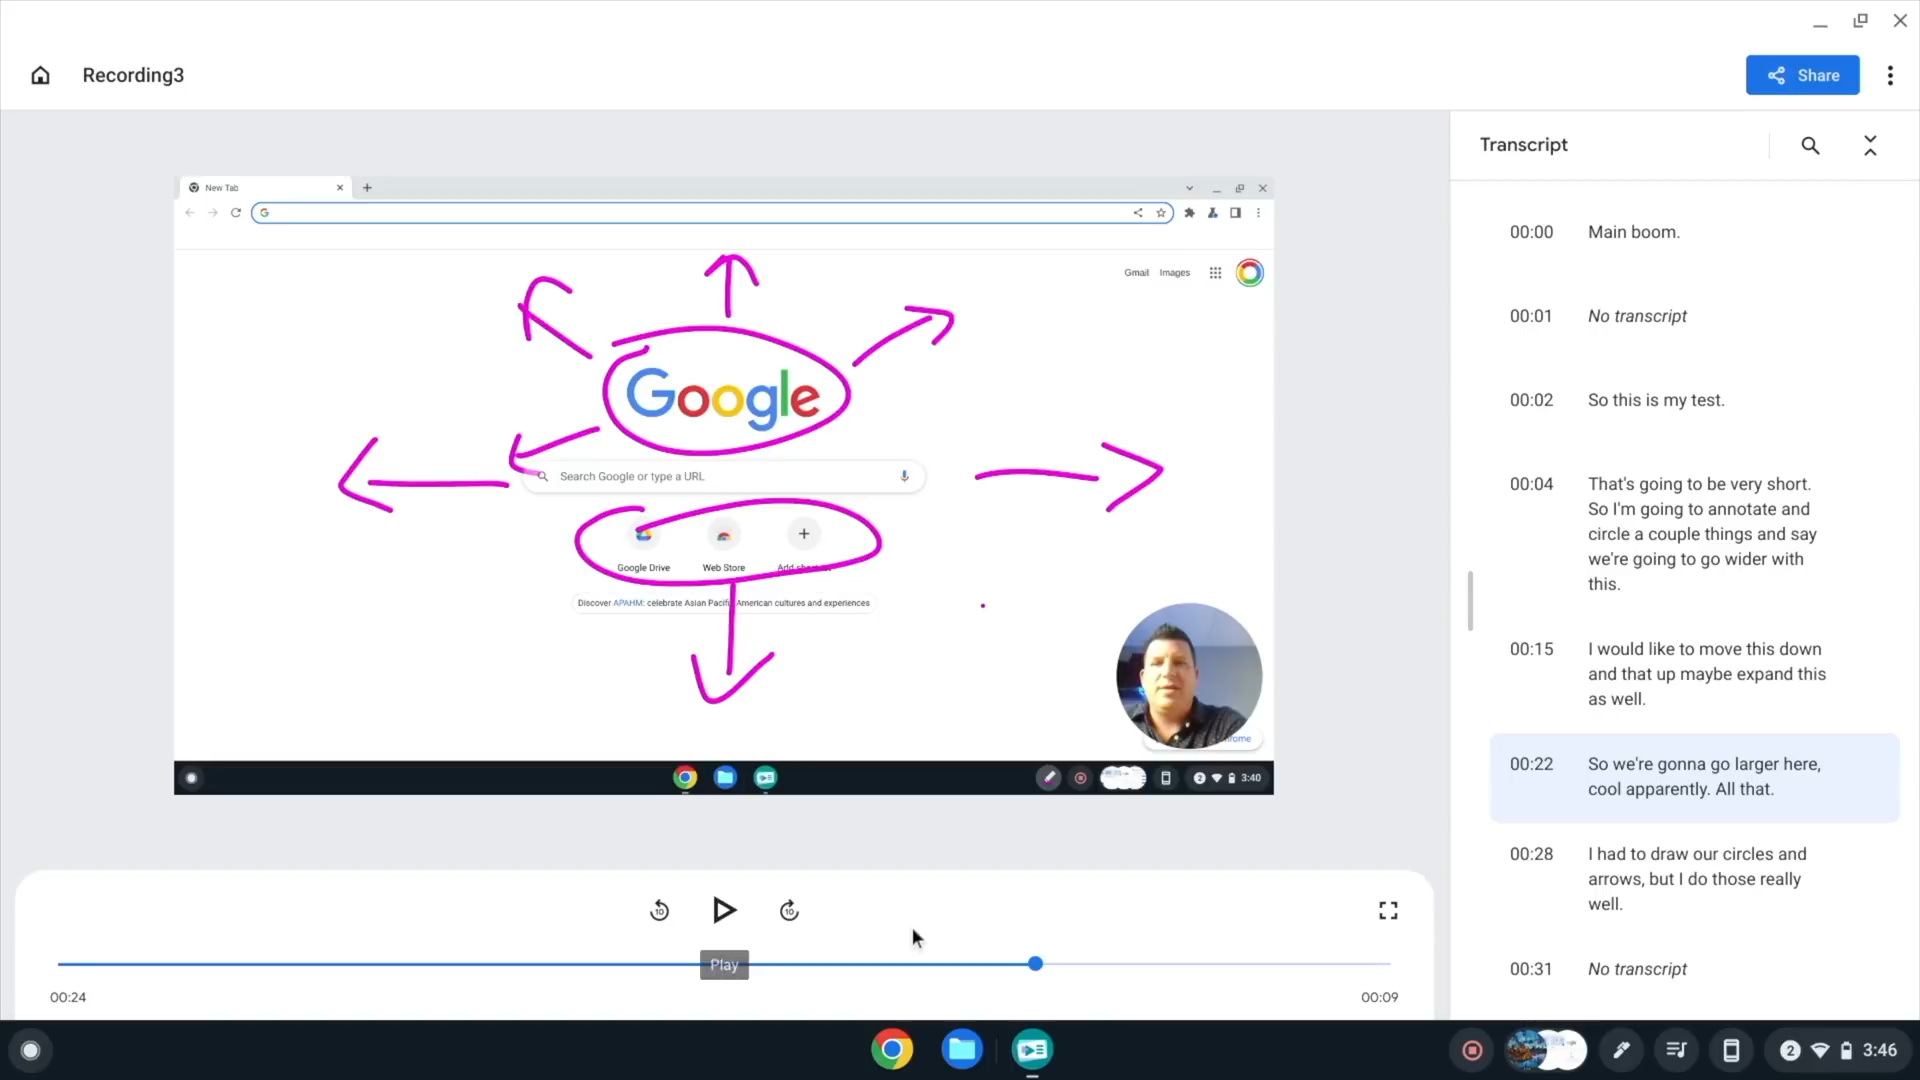 Recording3
Share
New Tab
Gmail Images
Google
Search Google or type a URL
Google Drive Web Store
Discover APAHM: celebrate Asian Pacific American cultures and experiences
2 3:40
10 10
Play
00:24 00:09
Transcript
00:00 Main boom.
00:01 No transcript
00:02 So this is my test.
00:04 That's going to be very short.
So I'm going to annotate and
circle a couple things and say
we're going to go wider with
this.
00:15 I would like to move this down
and that up maybe expand this
as well.
00:22 So we're gonna go larger here,
cool apparently. All that.
00:28 I had to draw our circles and
arrows, but I do those really
well.
00:31 No transcript
2 3:46